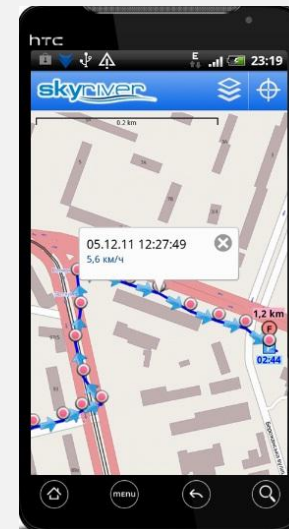 htc
E
23:19
skyriver
0.2 km
05.12.11 12:27:49
5,6 км/ч
1,2 km
F
02:44
MENU